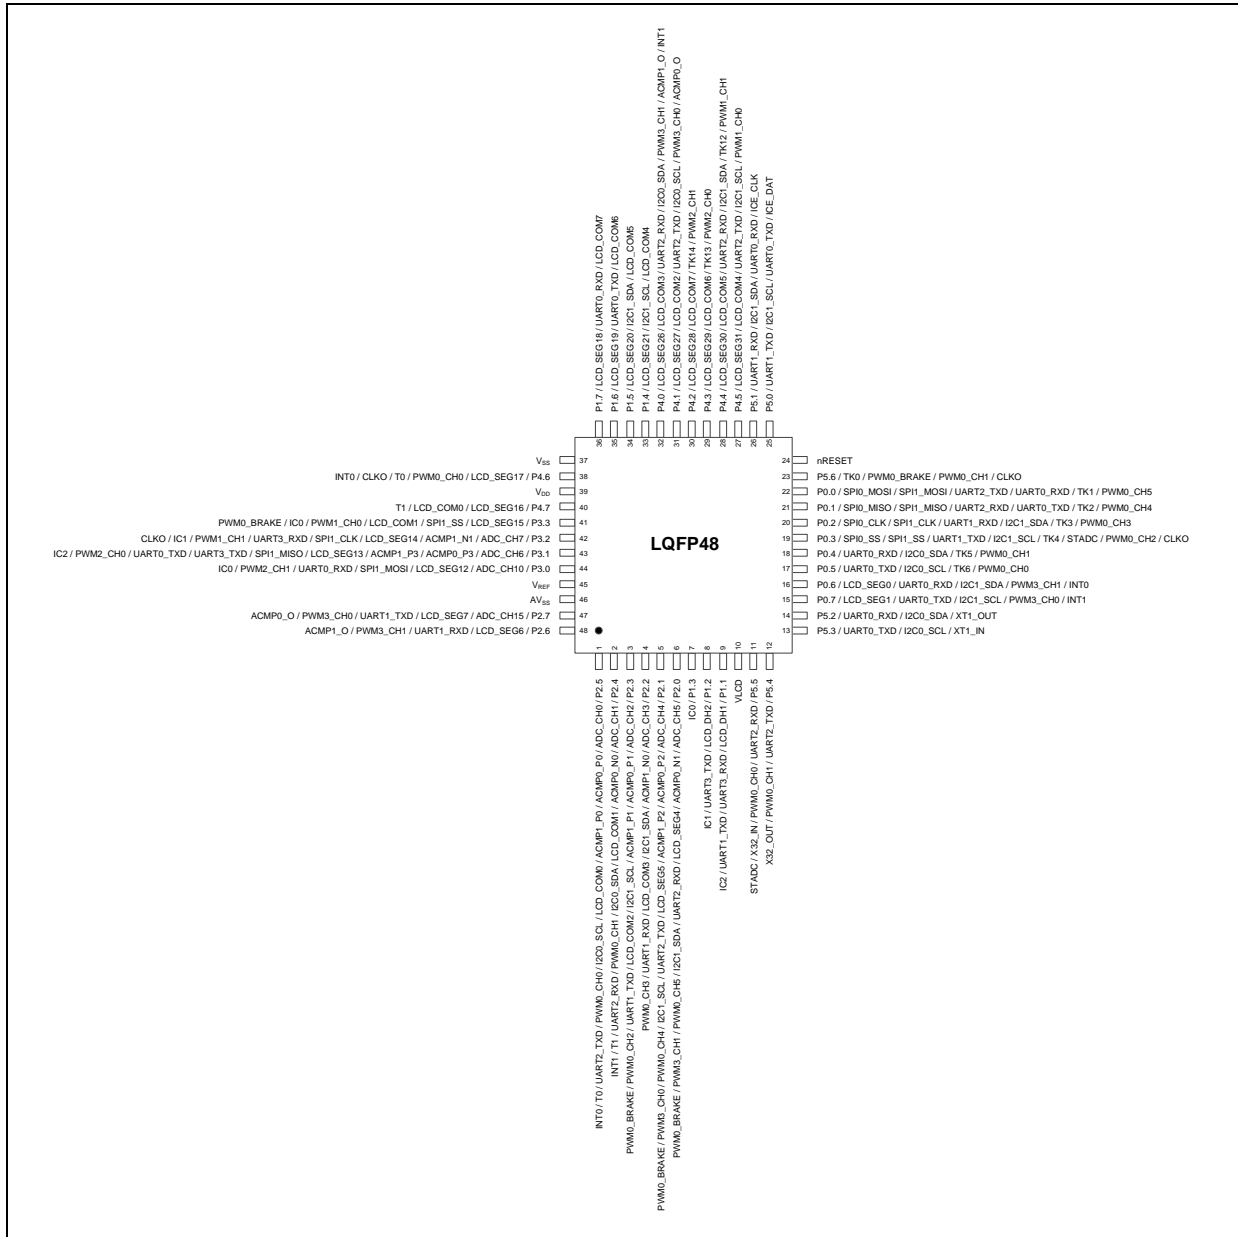 P1.7 / LCD_SEG18 / UART0_RXD / LCD_COM7
P1.6 / LCD_SEG19 / UART0_TXD / LCD_COM6
P1.5 / LCD_SEG20 / I2C1_SDA / LCD_COM5
P1.4 / LCD_SEG21 / I2C1_SCL / LCD_COM4
P4.0 / LCD_SEG26 / LCD_COM3 / UART2_RXD / I2C0_SDA / PWM3_CH1 / ACMP1_O / INT1
P4.1 / LCD_SEG27 / LCD_COM2 / UART2_TXD / I2C0_SCL / PWM3_CH0 / ACMP0_O
P4.2 / LCD_SEG28 / LCD_COM7 / TK14 / PWM2_CH1
P4.3 / LCD_SEG29 / LCD_COM6 / TK13 / PWM2_CH0
P4.4 / LCD_SEG30 / LCD_COM5 / UART2_RXD / I2C1_SDA / TK12 / PWM1_CH1
P4.5 / LCD_SEG31 / LCD_COM4 / UART2_TXD / I2C1_SCL / PWM1_CH0
P5.1 / UART1_RXD / I2C1_SDA / UART0_RXD / ICE_CLK
P5.0 / UART1_TXD / I2C1_SCL / UART0_TXD / ICE_DAT
36 35 34 33 32 31 30 29 28 27 26 25
VSS 37
INT0 / CLKO / T0 / PWM0_CH0 / LCD_SEG17 / P4.6 38
VDD 39
T1 / LCD_COM0 / LCD_SEG16 / P4.7 40
PWM0_BRAKE / IC0 / PWM1_CH0 / LCD_COM1 / SPI1_SS / LCD_SEG15 / P3.3 41
CLKO / IC1 / PWM1_CH1 / UART3_RXD / SPI1_CLK / LCD_SEG14 / ACMP1_N1 / ADC_CH7 / P3.2 42
IC2 / PWM2_CH0 / UART0_TXD / UART3_TXD / SPI1_MISO / LCD_SEG13 / ACMP1_P3 / ACMP0_P3 / ADC_CH6 / P3.1 43
IC0 / PWM2_CH1 / UART0_RXD / SPI1_MOSI / LCD_SEG12 / ADC_CH10 / P3.0 44
VREF 45
AVSS 46
ACMP0_O / PWM3_CH0 / UART1_TXD / LCD_SEG7 / ADC_CH15 / P2.7 47
ACMP1_O / PWM3_CH1 / UART1_RXD / LCD_SEG6 / P2.6 48
LQFP48
24 nRESET
23 P5.6 / TK0 / PWM0_BRAKE / PWM0_CH1 / CLKO
22 P0.0 / SPI0_MOSI / SPI1_MOSI / UART2_TXD / UART0_RXD / TK1 / PWM0_CH5
21 P0.1 / SPI0_MISO / SPI1_MISO / UART2_RXD / UART0_TXD / TK2 / PWM0_CH4
20 P0.2 / SPI0_CLK / SPI1_CLK / UART1_RXD / I2C1_SDA / TK3 / PWM0_CH3
19 P0.3 / SPI0_SS / SPI1_SS / UART1_TXD / I2C1_SCL / TK4 / STADC / PWM0_CH2 / CLKO
18 P0.4 / UART0_RXD / I2C0_SDA / TK5 / PWM0_CH1
17 P0.5 / UART0_TXD / I2C0_SCL / TK6 / PWM0_CH0
16 P0.6 / LCD_SEG0 / UART0_RXD / I2C1_SDA / PWM3_CH1 / INT0
15 P0.7 / LCD_SEG1 / UART0_TXD / I2C1_SCL / PWM3_CH0 / INT1
14 P5.2 / UART0_RXD / I2C0_SDA / XT1_OUT
13 P5.3 / UART0_TXD / I2C0_SCL / XT1_IN
1 2 3 4 5 6 7 8 9 10 11 12
INT0 / T0 / UART2_TXD / PWM0_CH0 / I2C0_SCL / LCD_COM0 / ACMP1_P0 / ACMP0_P0 / ADC_CH0 / P2.5
INT1 / T1 / UART2_RXD / PWM0_CH1 / I2C0_SDA / LCD_COM1 / ACMP0_N0 / ADC_CH1 / P2.4
PWM0_BRAKE / PWM0_CH2 / UART1_TXD / LCD_COM2 / I2C1_SCL / ACMP1_P1 / ACMP0_P1 / ADC_CH2 / P2.3
PWM0_CH3 / UART1_RXD / LCD_COM3 / I2C1_SDA / ACMP1_N0 / ADC_CH3 / P2.2
PWM0_BRAKE / PWM3_CH0 / PWM0_CH4 / I2C1_SCL / UART2_TXD / LCD_SEG5 / ACMP1_P2 / ACMP0_P2 / ADC_CH4 / P2.1
PWM0_BRAKE / PWM3_CH1 / PWM0_CH5 / I2C1_SDA / UART2_RXD / LCD_SEG4 / ACMP0_N1 / ADC_CH5 / P2.0
IC0 / P1.3
IC1 / UART3_TXD / LCD_DH2 / P1.2
IC2 / UART1_TXD / UART3_RXD / LCD_DH1 / P1.1
VLCD
STADC / X32_IN / PWM0_CH0 / UART2_RXD / P5.5
X32_OUT / PWM0_CH1 / UART2_TXD / P5.4